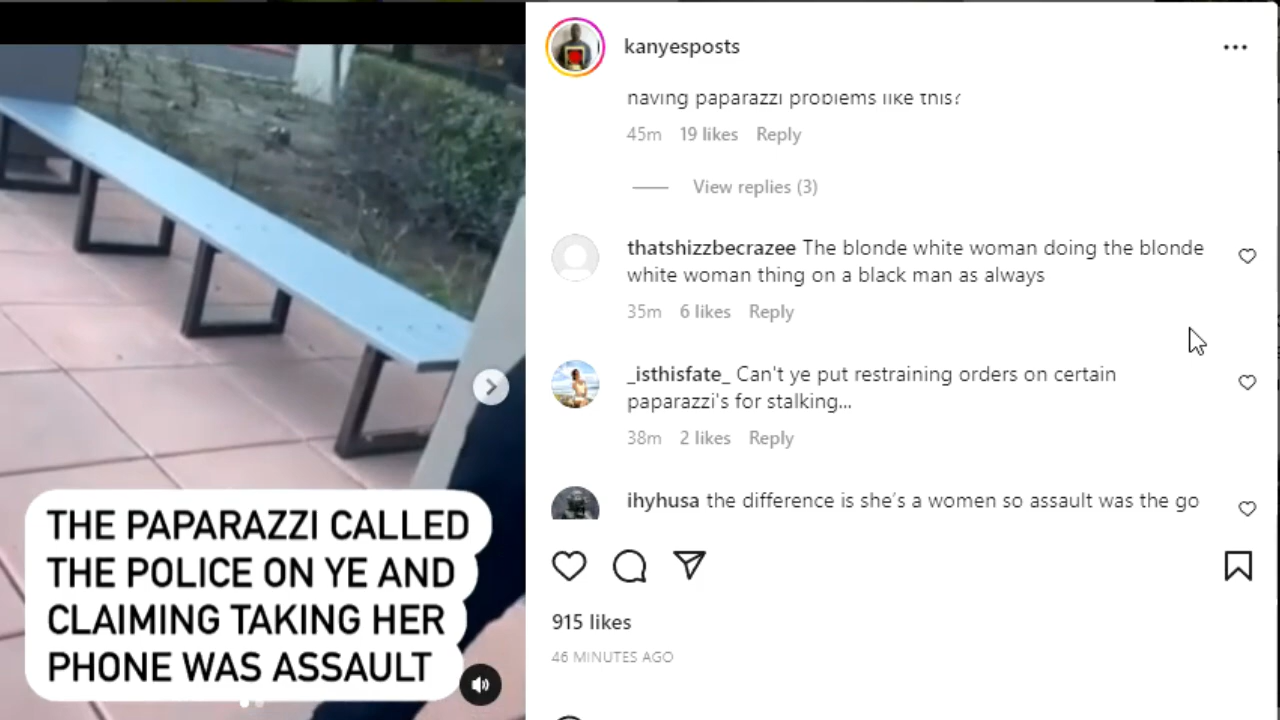 THE PAPARAZZI CALLED
THE POLICE ON YE AND
CLAIMING TAKING HER
PHONE WAS ASSAULT
kanyesposts
having paparazzi problems like this?
45m 19 likes Reply
View replies (3)
thatshizzbecrazee The blonde white woman doing the blonde
white woman thing on a black man as always
35m 6 likes Reply
_isthisfate_ Can't ye put restraining orders on certain
paparazzi's for stalking...
38m 2 likes Reply
ihyhusa the difference is she's a women so assault was the go
915 likes
46 MINUTES AGO